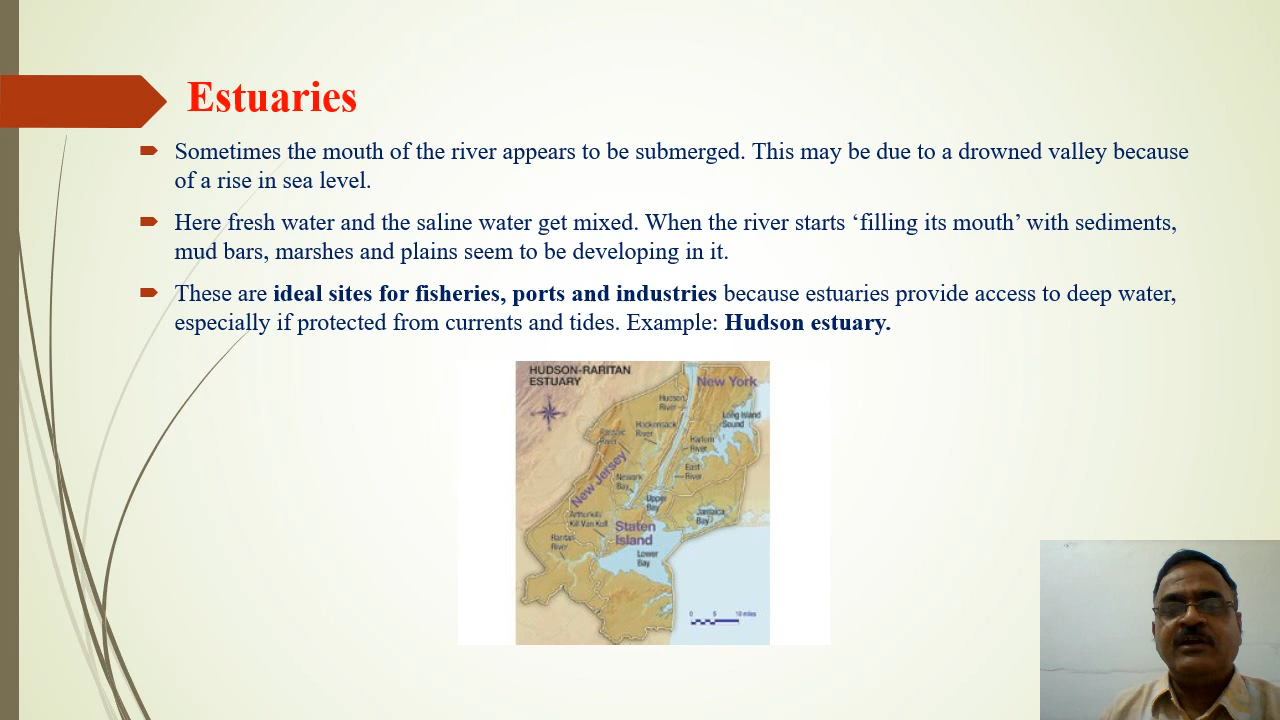 Estuaries
Sometimes the mouth of the river appears to be submerged. This may be due to a drowned valley because
of a rise in sea level.
Here fresh water and the saline water get mixed. When the river starts ‘filling its mouth’ with sediments,
mud bars, marshes and plains seem to be developing in it.
These are ideal sites for fisheries, ports and industries because estuaries provide access to deep water,
especially if protected from currents and tides. Example: Hudson estuary.
HUDSON-RARITAN
ESTUARY
New York
Hudson
River
Long Island
Sound
Hackensack
River
Passaic
River
Harlem
River
East
River
New Jersey
Newark
Bay
Upper
Bay
Jamaica
Bay
Arthur Kill
Kill Van Kull
Staten
Island
Raritan
River
Lower
Bay
0 5 10 miles